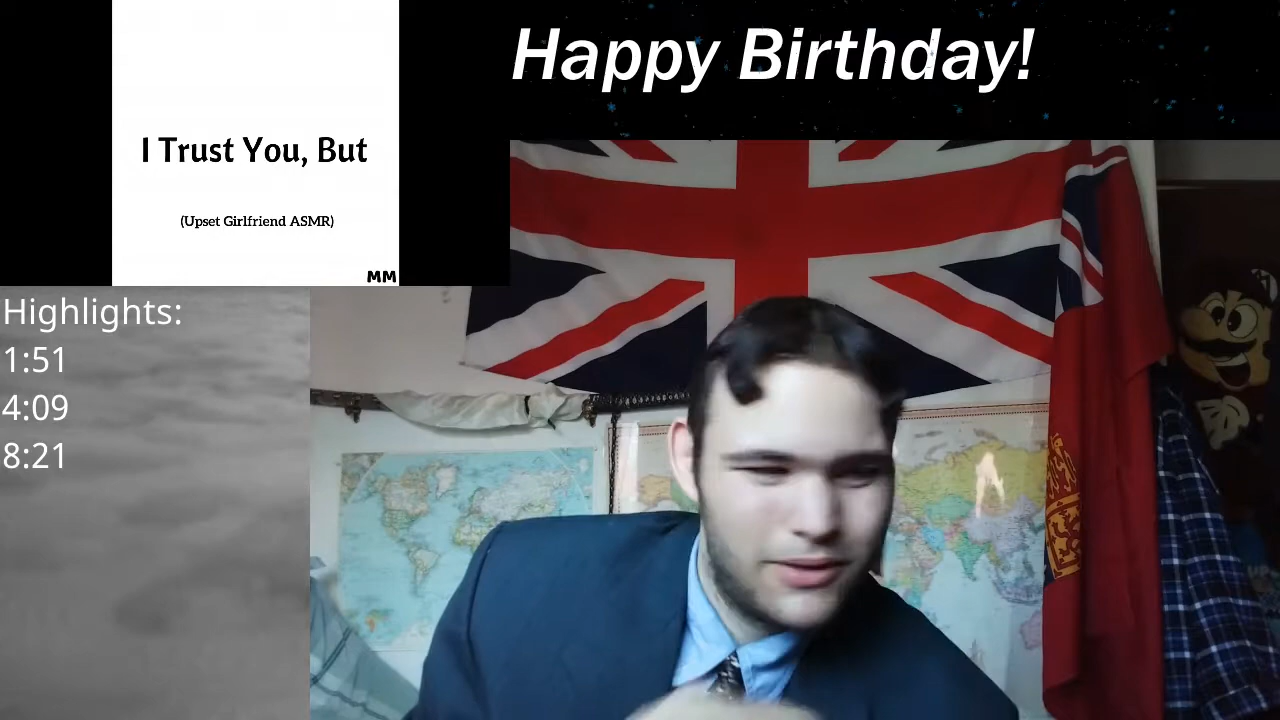 Happy Birthday!
I Trust You, But
(Upset Girlfriend ASMR)
MM
Highlights:
1:51
4:09
8:21